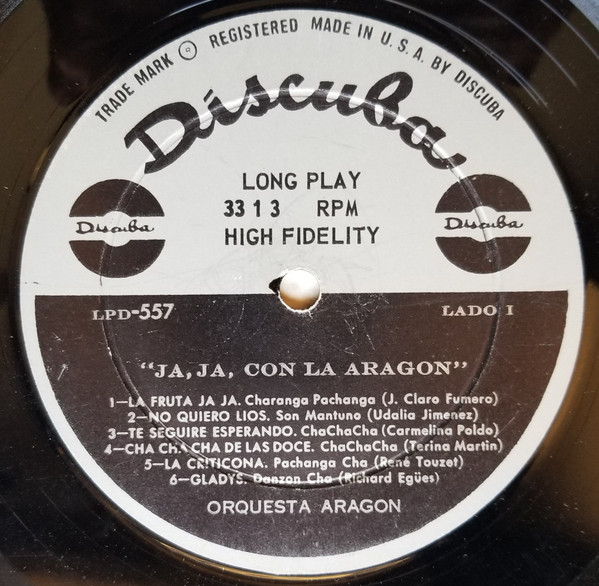 TRADE MARK REGISTERED MADE IN U.S.A. BY DISCUBA
Discuba
LONG PLAY
33 1 3 RPM
HIGH FIDELITY
Discuba
Discuba
LPD-557
LADO I
"JA, JA, CON LA ARAGON"
1—LA FRUTA JA JA. Charanga Pachanga (J. Claro Fumero)
2—NO QUIERO LIOS. Son Mantuno (Udalia Jimenez)
3—TE SEGUIRE ESPERANDO. ChaChaCha (Carmelina Poldo)
4—CHA CHA CHA DE LAS DOCE. ChaChaCha (Terina Martin)
5—LA CRITICONA. Pachanga Cha (René Touzet)
6—GLADYS. Danzon Cha (Richard Egües)
ORQUESTA ARAGON